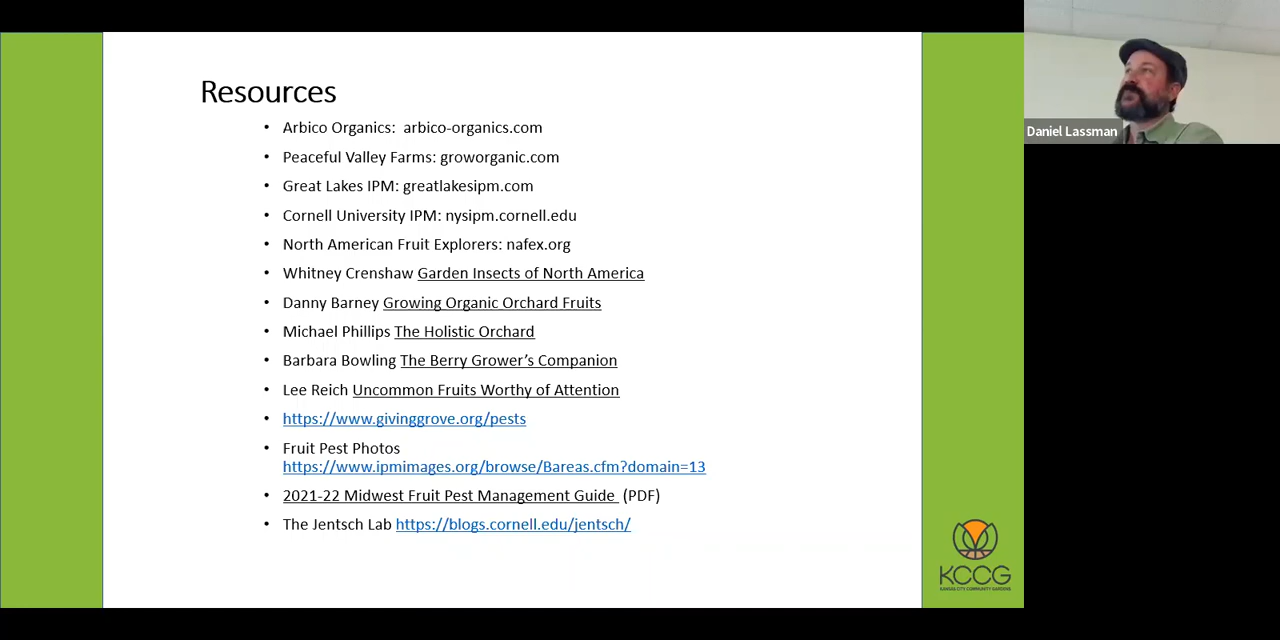 Resources
• Arbico Organics: arbico-organics.com
• Peaceful Valley Farms: groworganic.com
• Great Lakes IPM: greatlakesipm.com
• Cornell University IPM: nysipm.cornell.edu
• North American Fruit Explorers: nafex.org
• Whitney Crenshaw Garden Insects of North America
• Danny Barney Growing Organic Orchard Fruits
• Michael Phillips The Holistic Orchard
• Barbara Bowling The Berry Grower’s Companion
• Lee Reich Uncommon Fruits Worthy of Attention
• https://www.givinggrove.org/pests
• Fruit Pest Photos
https://www.ipmimages.org/browse/Bareas.cfm?domain=13
• 2021-22 Midwest Fruit Pest Management Guide (PDF)
• The Jentsch Lab https://blogs.cornell.edu/jentsch/
KCCG
KANSAS CITY COMMUNITY GARDENS
Daniel Lassman